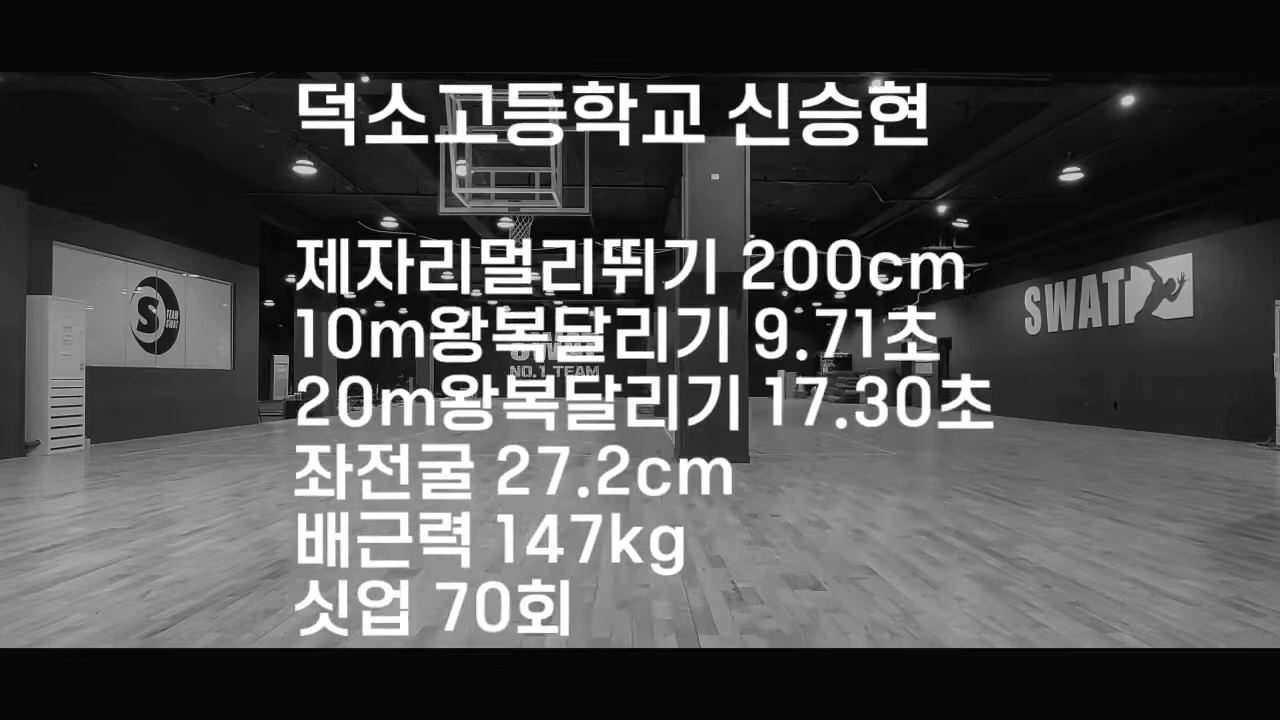 덕소고등학교 신승현
제자리멀리뛰기 200cm
10m왕복달리기 9.71초
20m왕복달리기 17.30초
좌전굴 27.2cm
배근력 147kg
싯업 70회
S TEAM SWAT
SWAT
NO.1 TEAM
SWAT